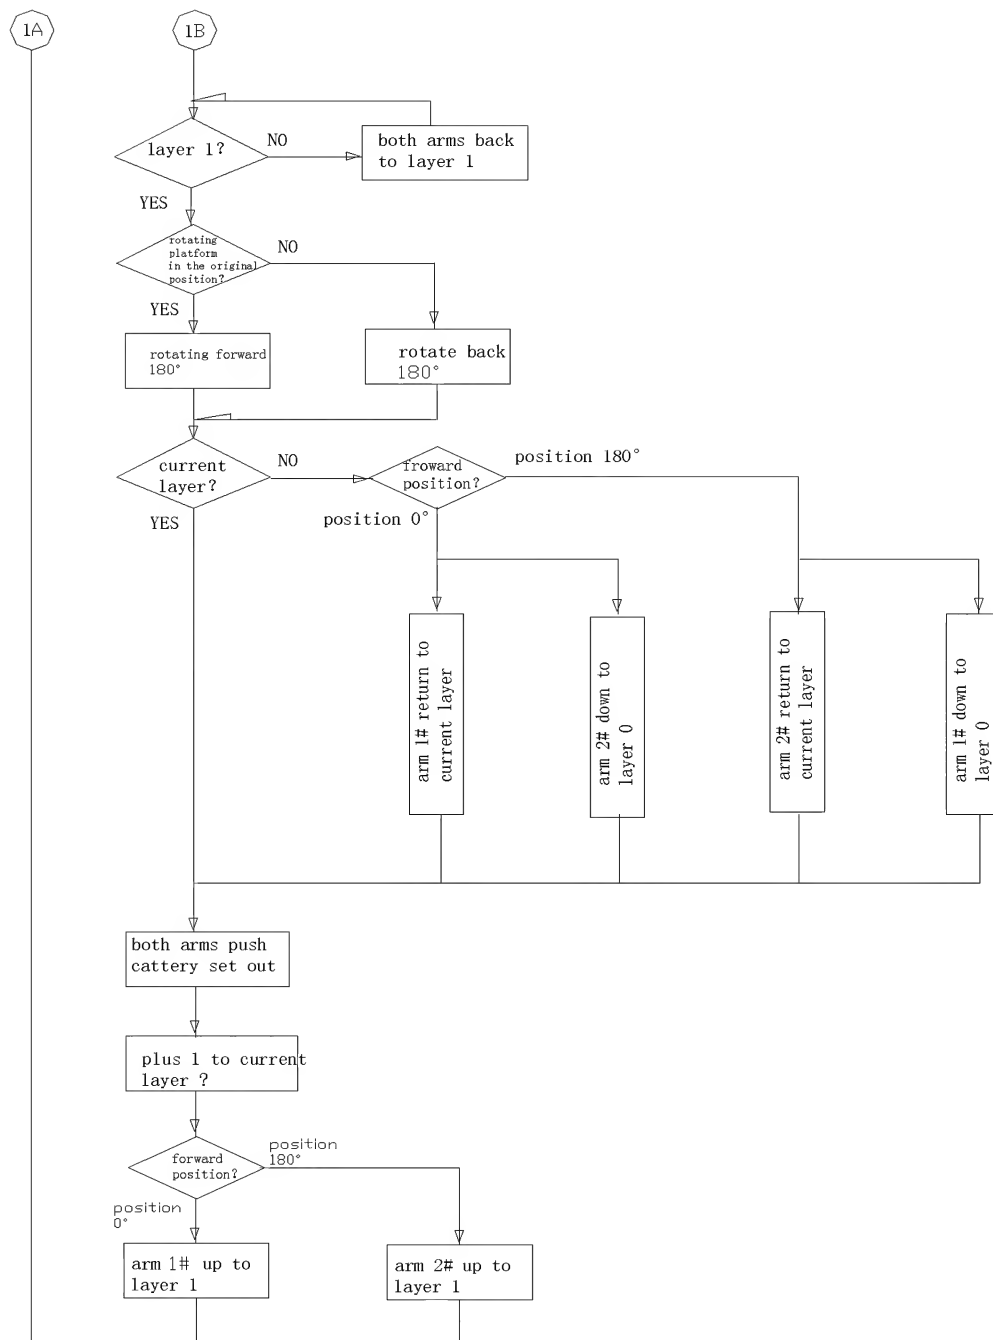 1A
1B
layer 1?
NO
both arms back
to layer 1
YES
rotating
platform
in the original
position?
NO
YES
rotating forward
180°
rotate back
180°
current
layer?
NO
froward
position?
position 180°
YES
position 0°
arm 1# return to
current layer
arm 2# down to
layer 0
arm 2# return to
current layer
arm 1# down to
layer 0
both arms push
cattery set out
plus 1 to current
layer ?
forward
position?
position
180°
position
0°
arm 1# up to
layer 1
arm 2# up to
layer 1